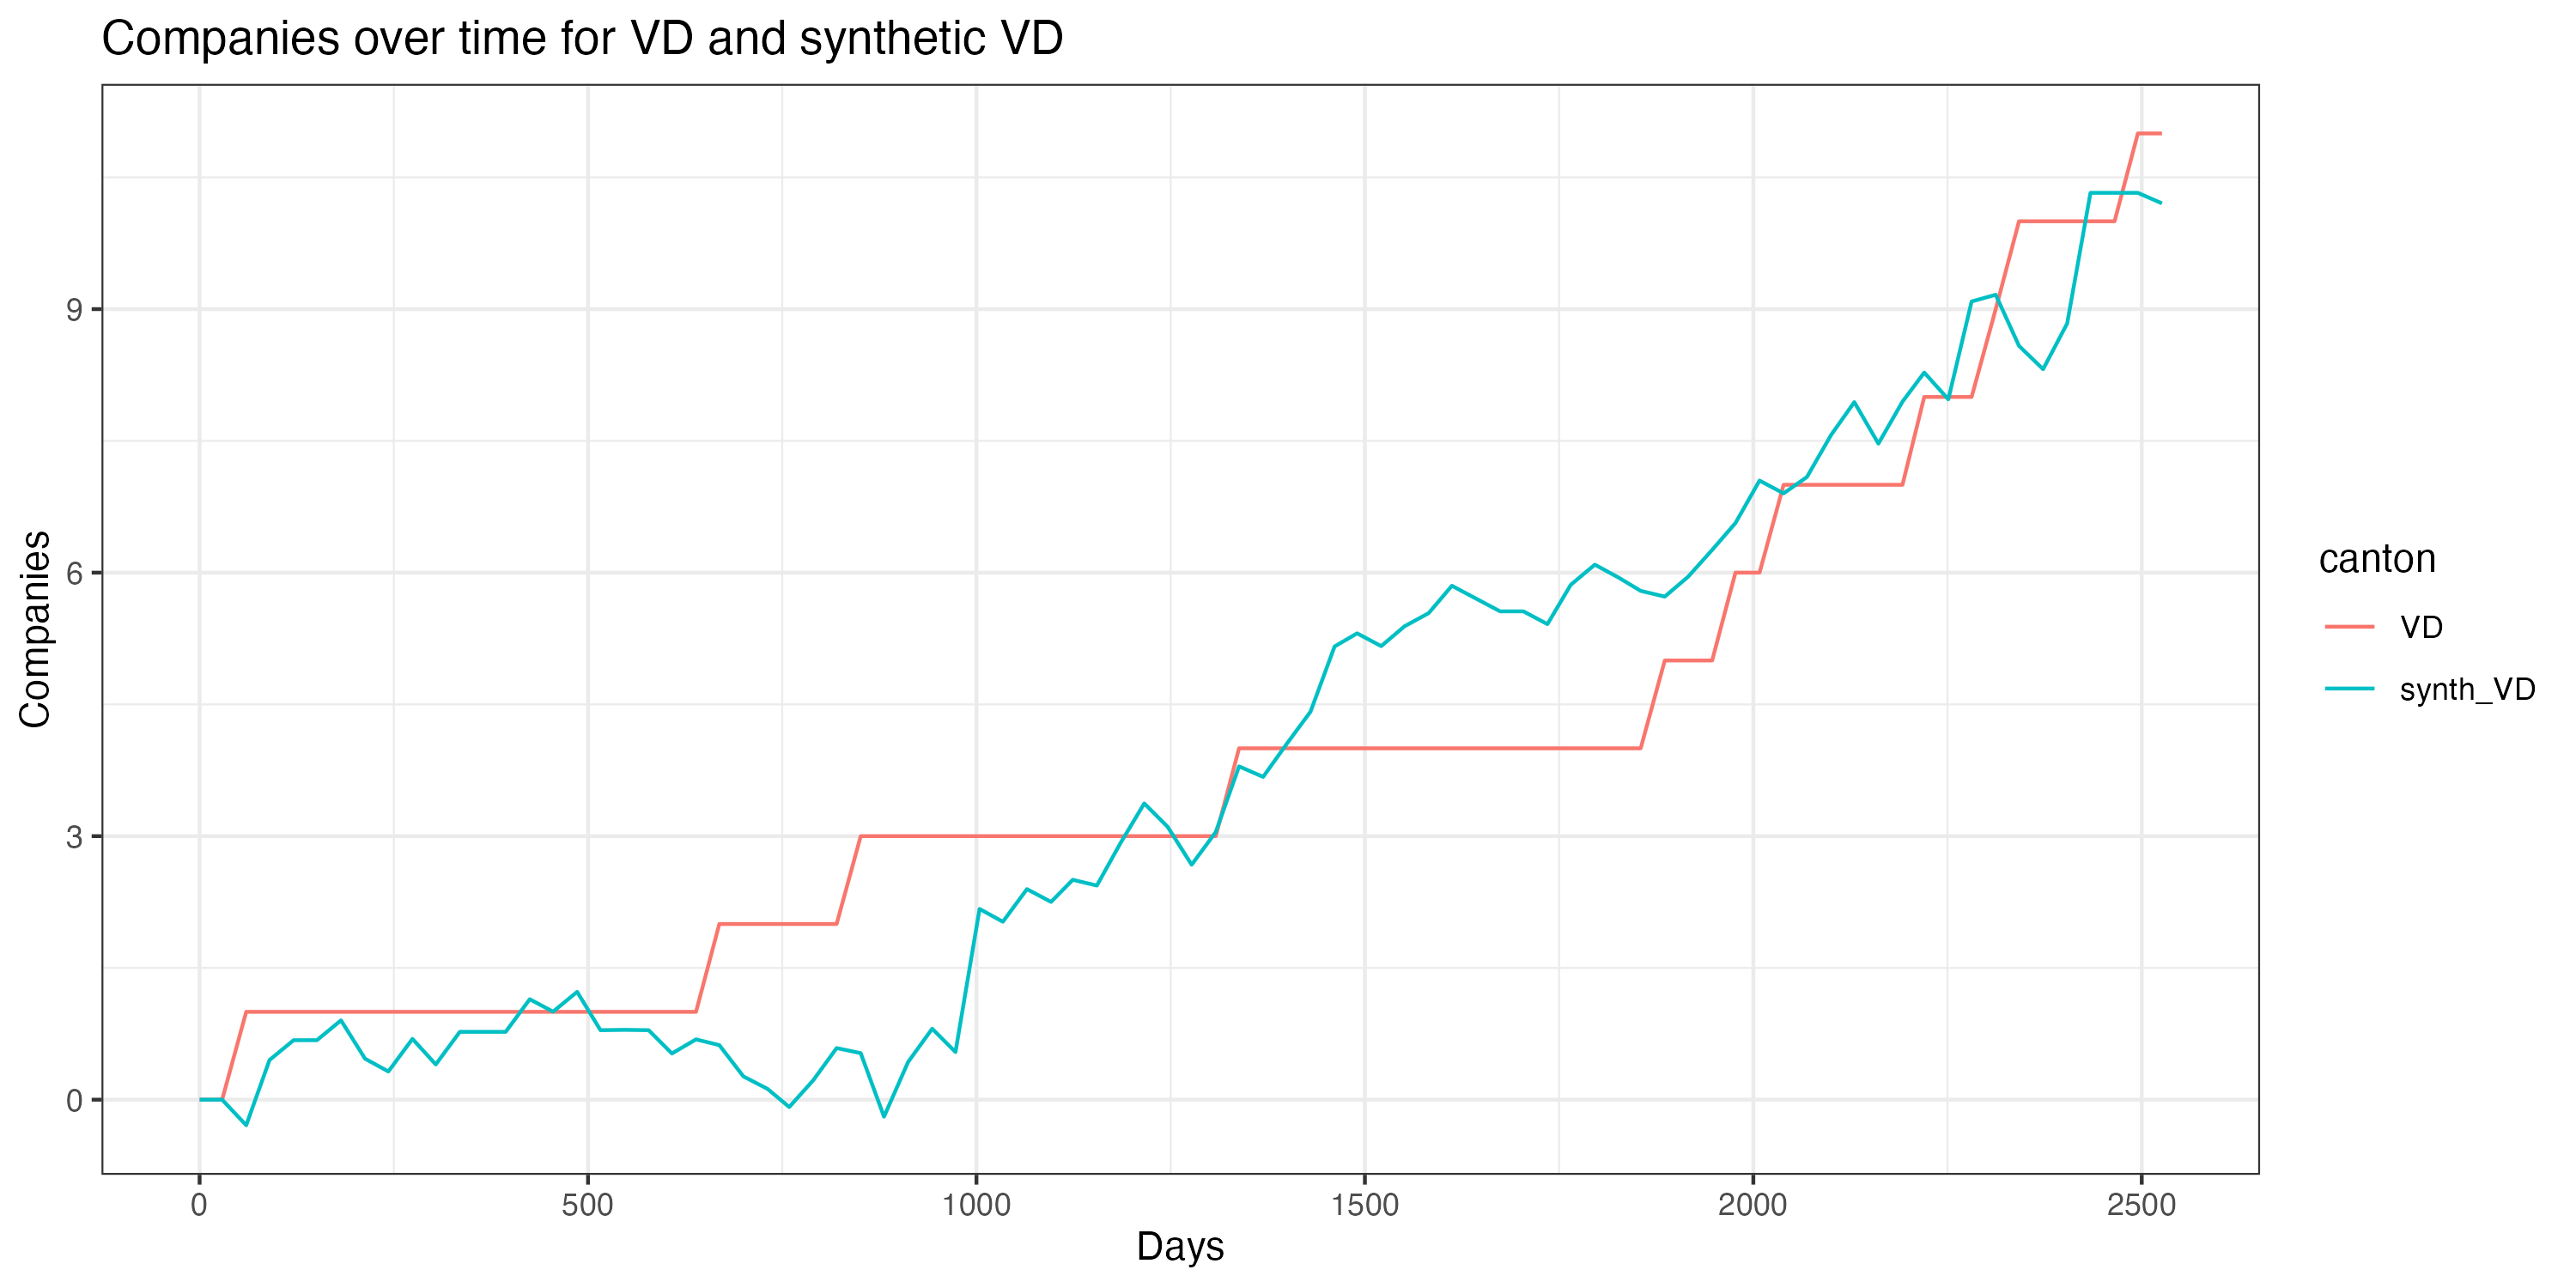 Companies over time for VD and synthetic VD
Companies
9
6
3
0
0
500
1000
1500
2000
2500
Days
canton
VD
synth_VD